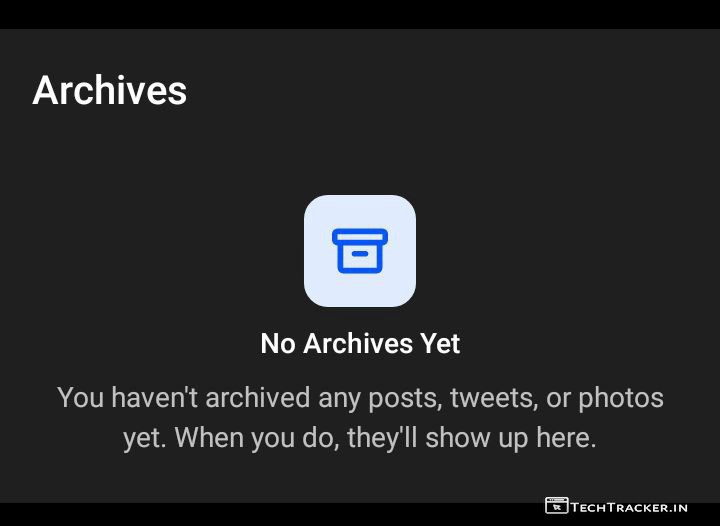 Archives
No Archives Yet
You haven't archived any posts, tweets, or photos
yet. When you do, they'll show up here.
TECHTRACKER.IN